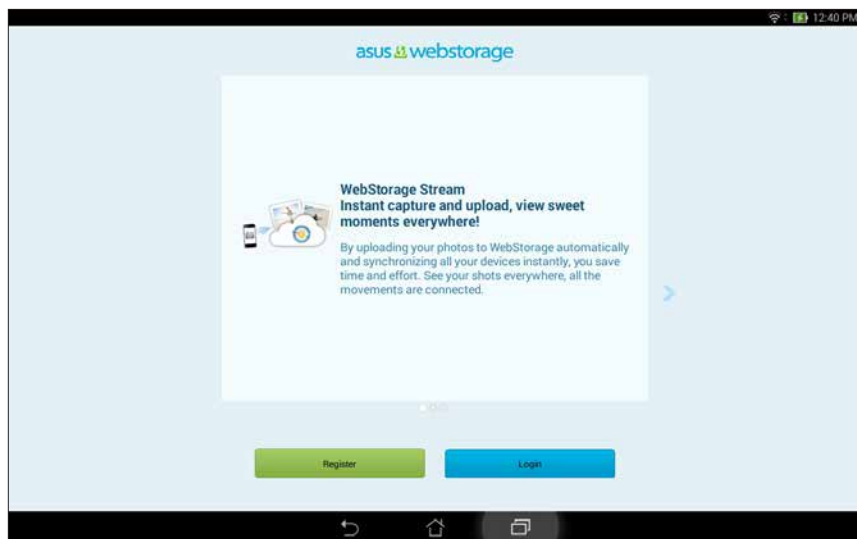 12:40 PM
asus webstorage
WebStorage Stream
Instant capture and upload, view sweet
moments everywhere!
By uploading your photos to WebStorage automatically
and synchronizing all your devices instantly, you save
time and effort. See your shots everywhere, all the
movements are connected.
Register Login